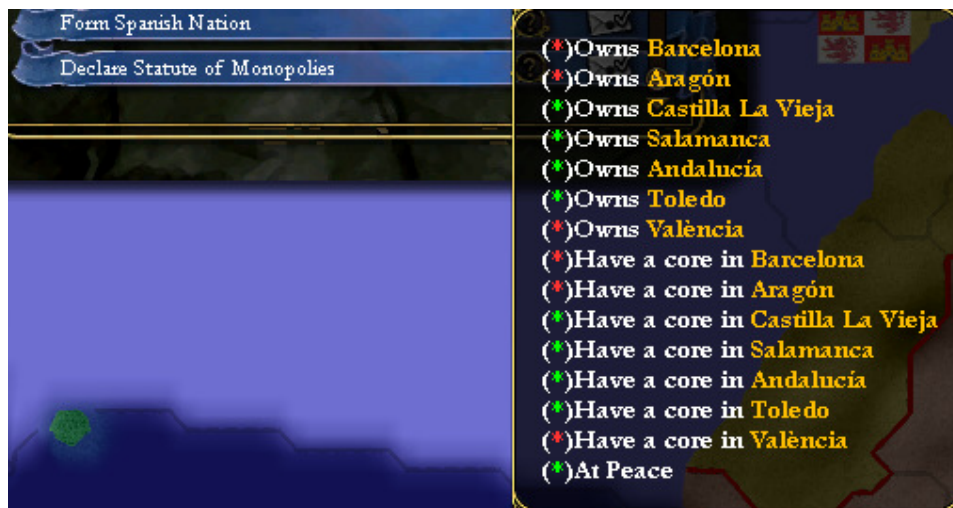 Form Spanish Nation
Declare Statute of Monopolies
(*)Owns Barcelona
(*)Owns Aragón
(*)Owns Castilla La Vieja
(*)Owns Salamanca
(*)Owns Andalucía
(*)Owns Toledo
(*)Owns València
(*)Have a core in Barcelona
(*)Have a core in Aragón
(*)Have a core in Castilla La Vieja
(*)Have a core in Salamanca
(*)Have a core in Andalucía
(*)Have a core in Toledo
(*)Have a core in València
(*)At Peace